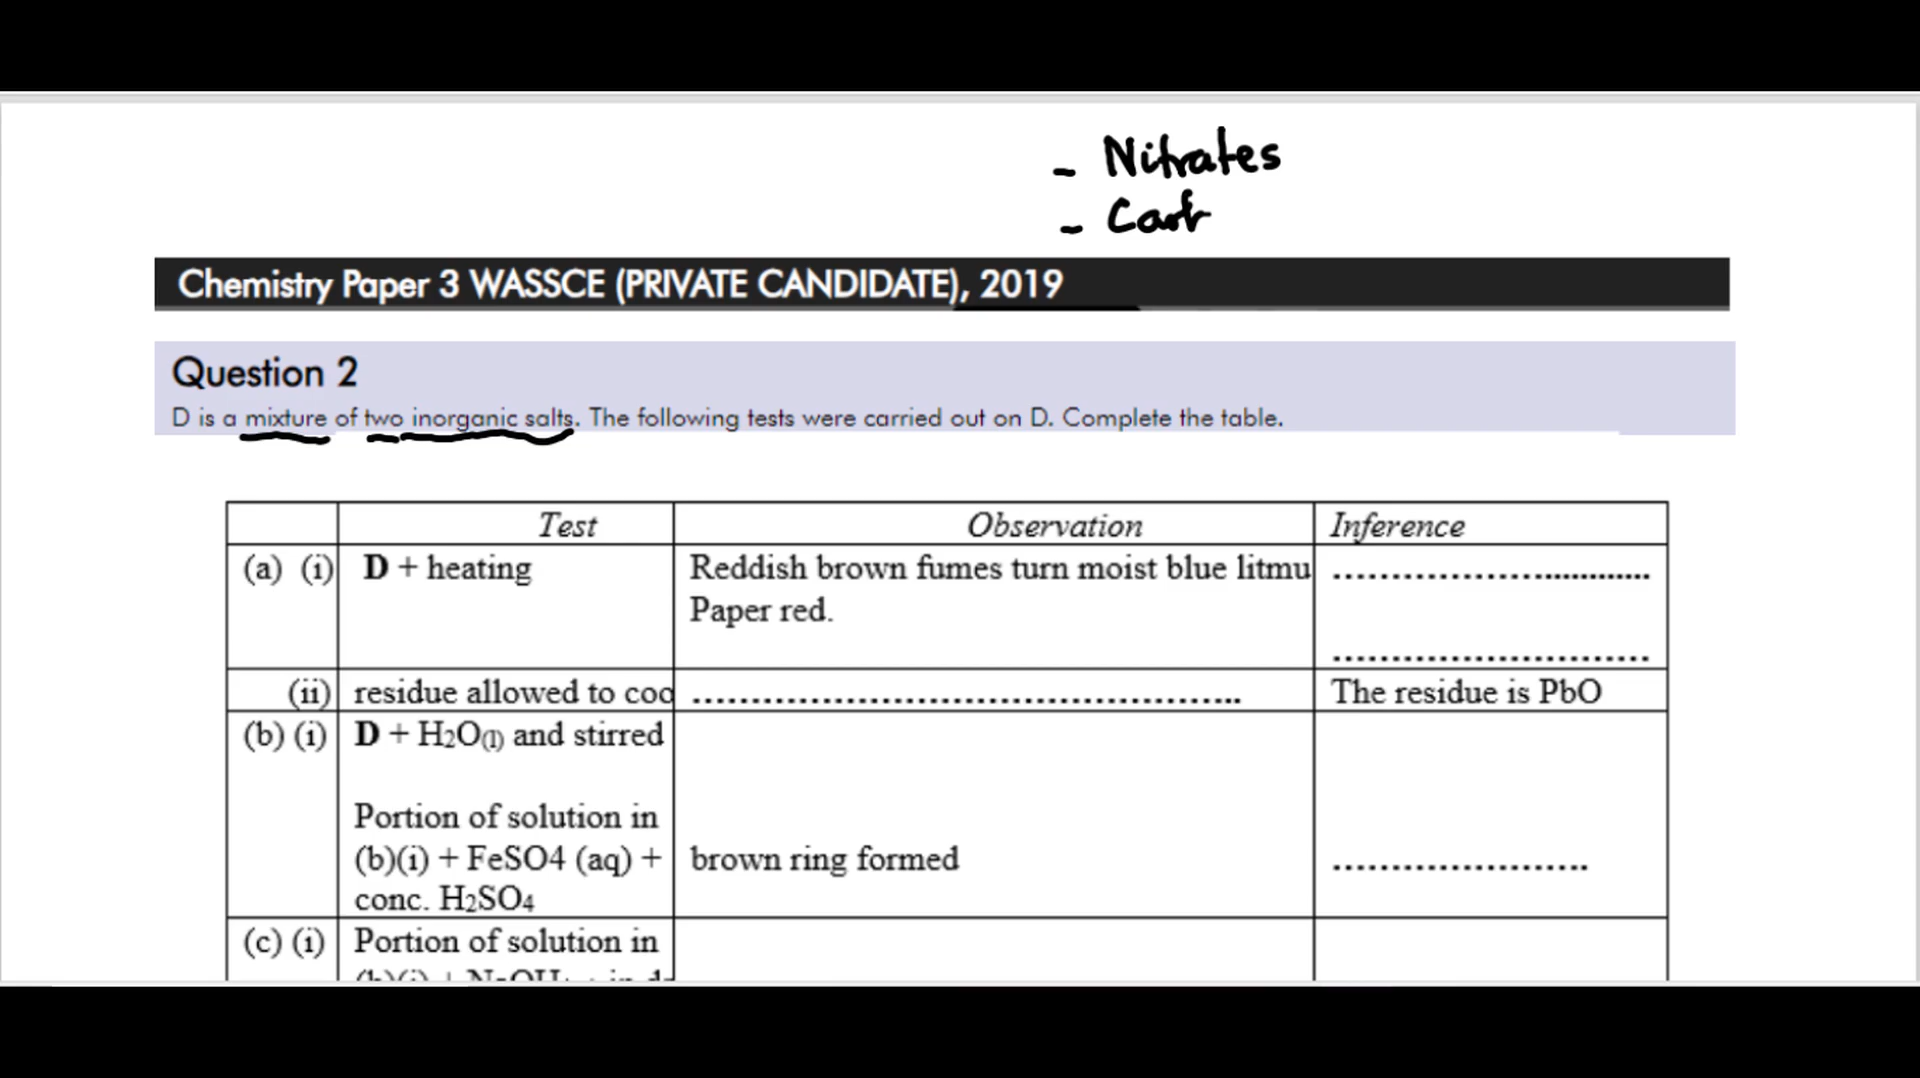 - Nitrates
- Carb
Chemistry Paper 3 WASSCE (PRIVATE CANDIDATE), 2019
Question 2
D is a mixture of two inorganic salts. The following tests were carried out on D. Complete the table.
Test Observation Inference
(a) (i) D + heating Reddish brown fumes turn moist blue litmu ..............................
Paper red.
..............................
(ii) residue allowed to coo .................................................. The residue is PbO
(b) (i) D + H2O(l) and stirred
Portion of solution in
(b)(i) + FeSO4 (aq) + brown ring formed ........................
conc. H2SO4
(c) (i) Portion of solution in